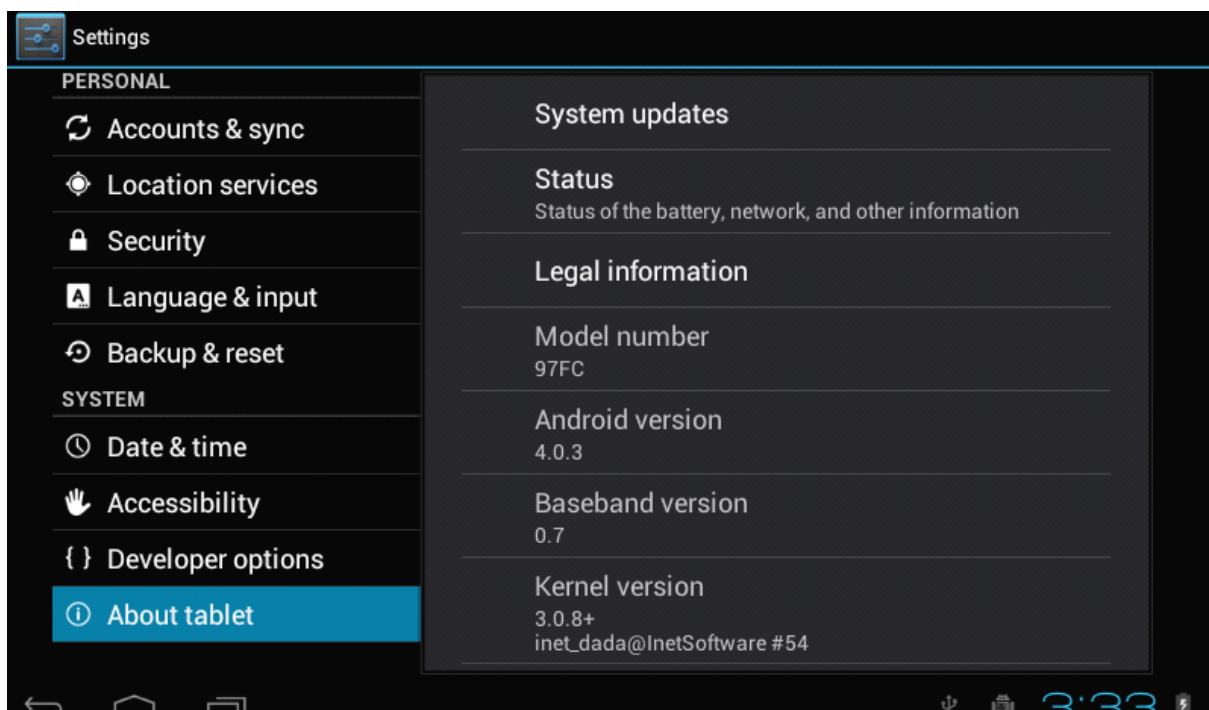 Settings
PERSONAL
Accounts & sync
Location services
Security
Language & input
Backup & reset
SYSTEM
Date & time
Accessibility
{ } Developer options
About tablet
System updates
Status
Status of the battery, network, and other information
Legal information
Model number
97FC
Android version
4.0.3
Baseband version
0.7
Kernel version
3.0.8+
inet_dada@InetSoftware #54
3:33